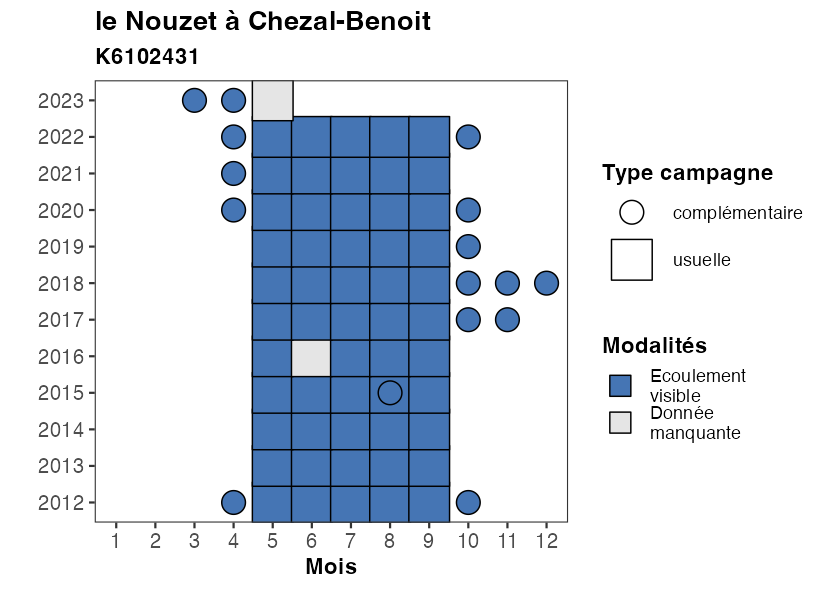 le Nouzet à Chezal-Benoit
K6102431
2023
2022
2021
2020
2019
2018
2017
2016
2015
2014
2013
2012
1 2 3 4 5 6 7 8 9 10 11 12
Mois
Type campagne
complémentaire
usuelle
Modalités
Ecoulement
visible
Donnée
manquante